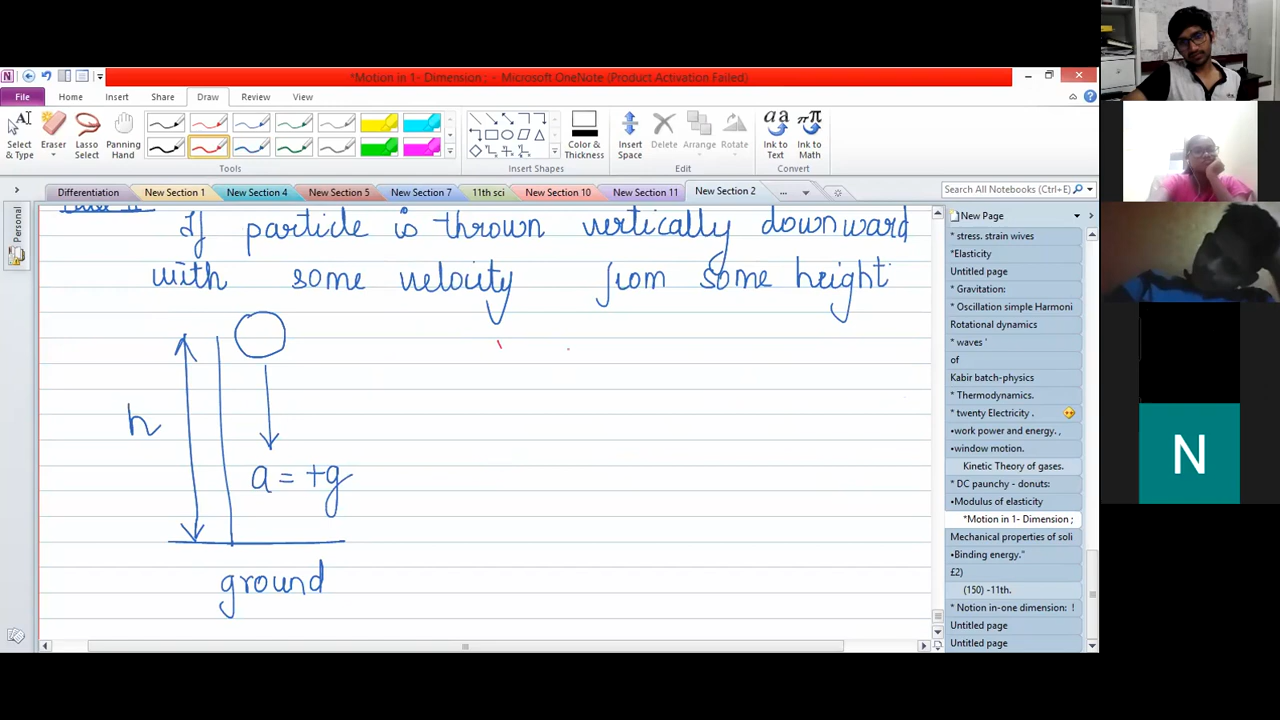 *Motion in 1- Dimension ; - Microsoft OneNote (Product Activation Failed)
File Home Insert Share Draw Review View
Select & Type
Eraser
Lasso Select
Panning Hand
Color & Thickness
Insert Space
Delete
Arrange
Rotate
Ink to Text
Ink to Math
Tools
Insert Shapes
Edit
Convert
Differentiation New Section 1 New Section 4 New Section 5 New Section 7 11th sci New Section 10 New Section 11 New Section 2 ...
Search All Notebooks (Ctrl+E)
Personal
If particle is thrown vertically downward
with some velocity from some height
h
a = +g
ground
New Page
* stress. strain wives
*Elasticity
Untitled page
* Gravitation:
* Oscillation simple Harmoni
Rotational dynamics
* waves '
of
Kabir batch-physics
* Thermodynamics.
* twenty Electricity .
•work power and energy. ,
•window motion.
Kinetic Theory of gases.
* DC paunchy - donuts:
•Modulus of elasticity
*Motion in 1- Dimension ;
Mechanical properties of soli
•Binding energy."
£2)
(150) -11th.
* Notion in-one dimension: !
Untitled page
Untitled page
N